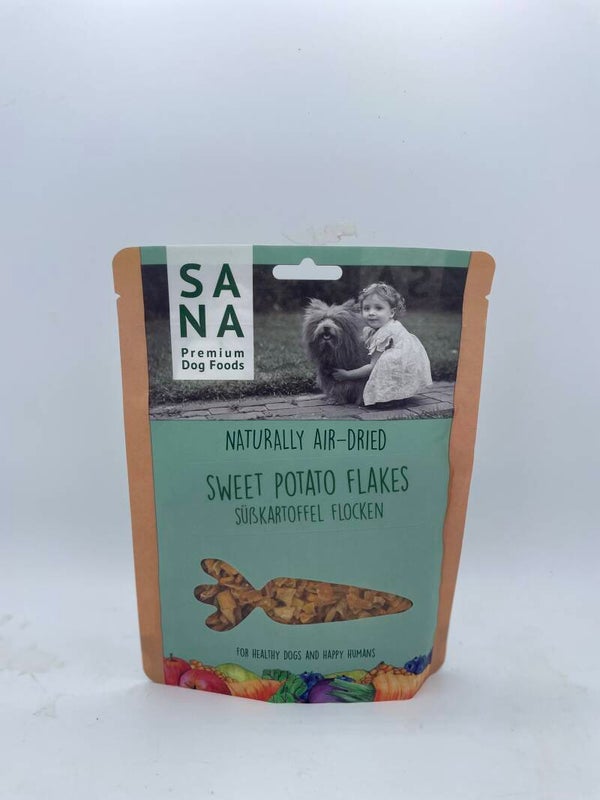 SA
NA
Premium
Dog Foods
NATURALLY AIR-DRIED
SWEET POTATO FLAKES
SÜßKARTOFFEL FLOCKEN
FOR HEALTHY DOGS AND HAPPY HUMANS